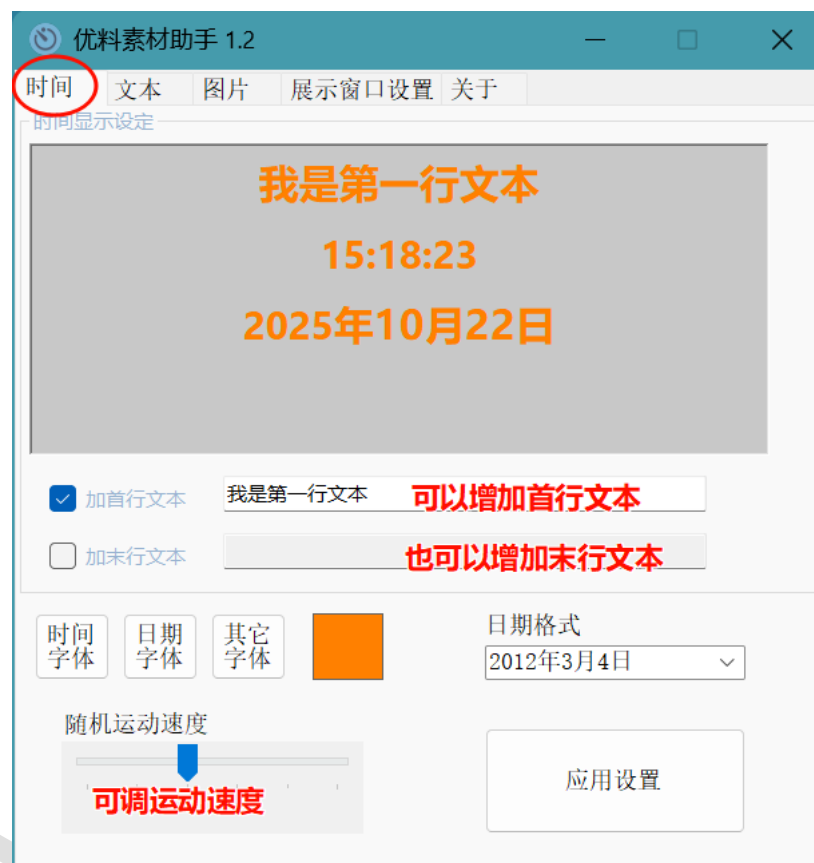 优料素材助手 1.2
时间 文本 图片 展示窗口设置 关于
时间显示设定
我是第一行文本
15:18:23
2025年10月22日
加首行文本 我是第一行文本 可以增加首行文本
加末行文本 也可以增加末行文本
时间字体 日期字体 其它字体
日期格式
2012年3月4日
随机运动速度
可调运动速度
应用设置